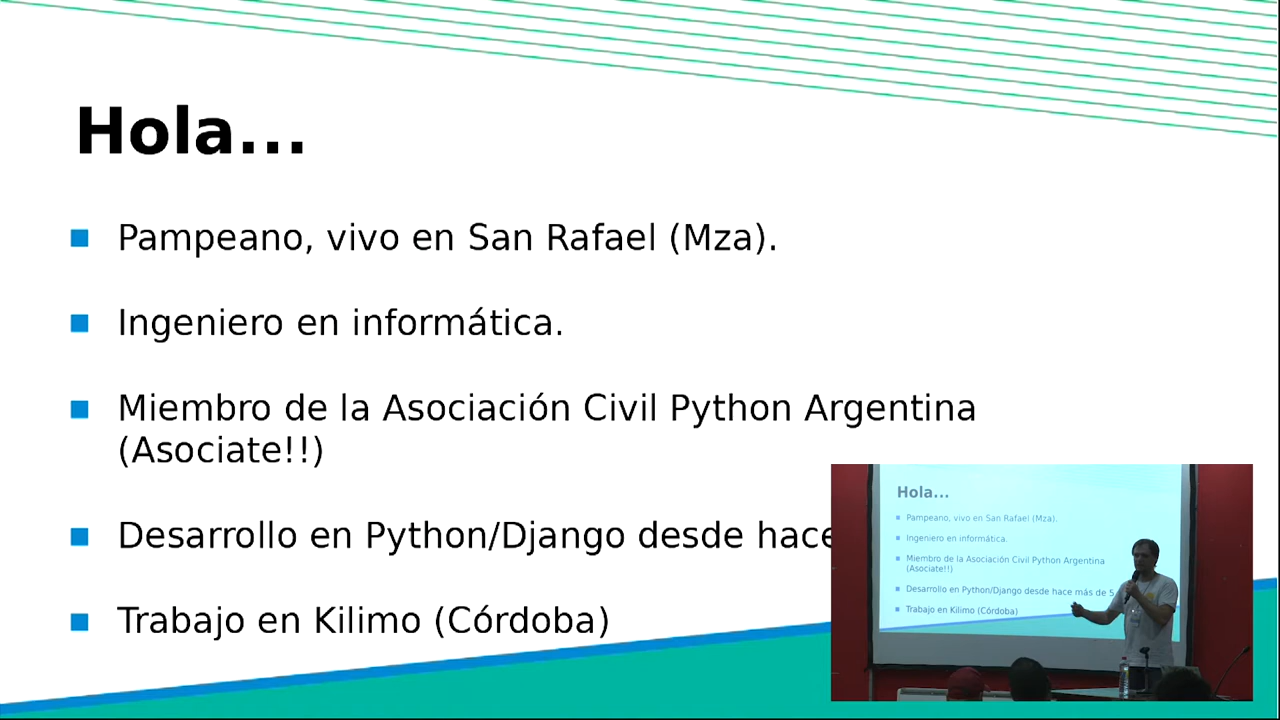 Hola...
Pampeano, vivo en San Rafael (Mza).
Ingeniero en informática.
Miembro de la Asociación Civil Python Argentina
(Asociate!!)
Desarrollo en Python/Django desde hace
Trabajo en Kilimo (Córdoba)
Hola...
Pampeano, vivo en San Rafael (Mza).
Ingeniero en informática.
Miembro de la Asociación Civil Python Argentina
(Asociate!!)
Desarrollo en Python/Django desde hace más de 5
Trabajo en Kilimo (Córdoba)